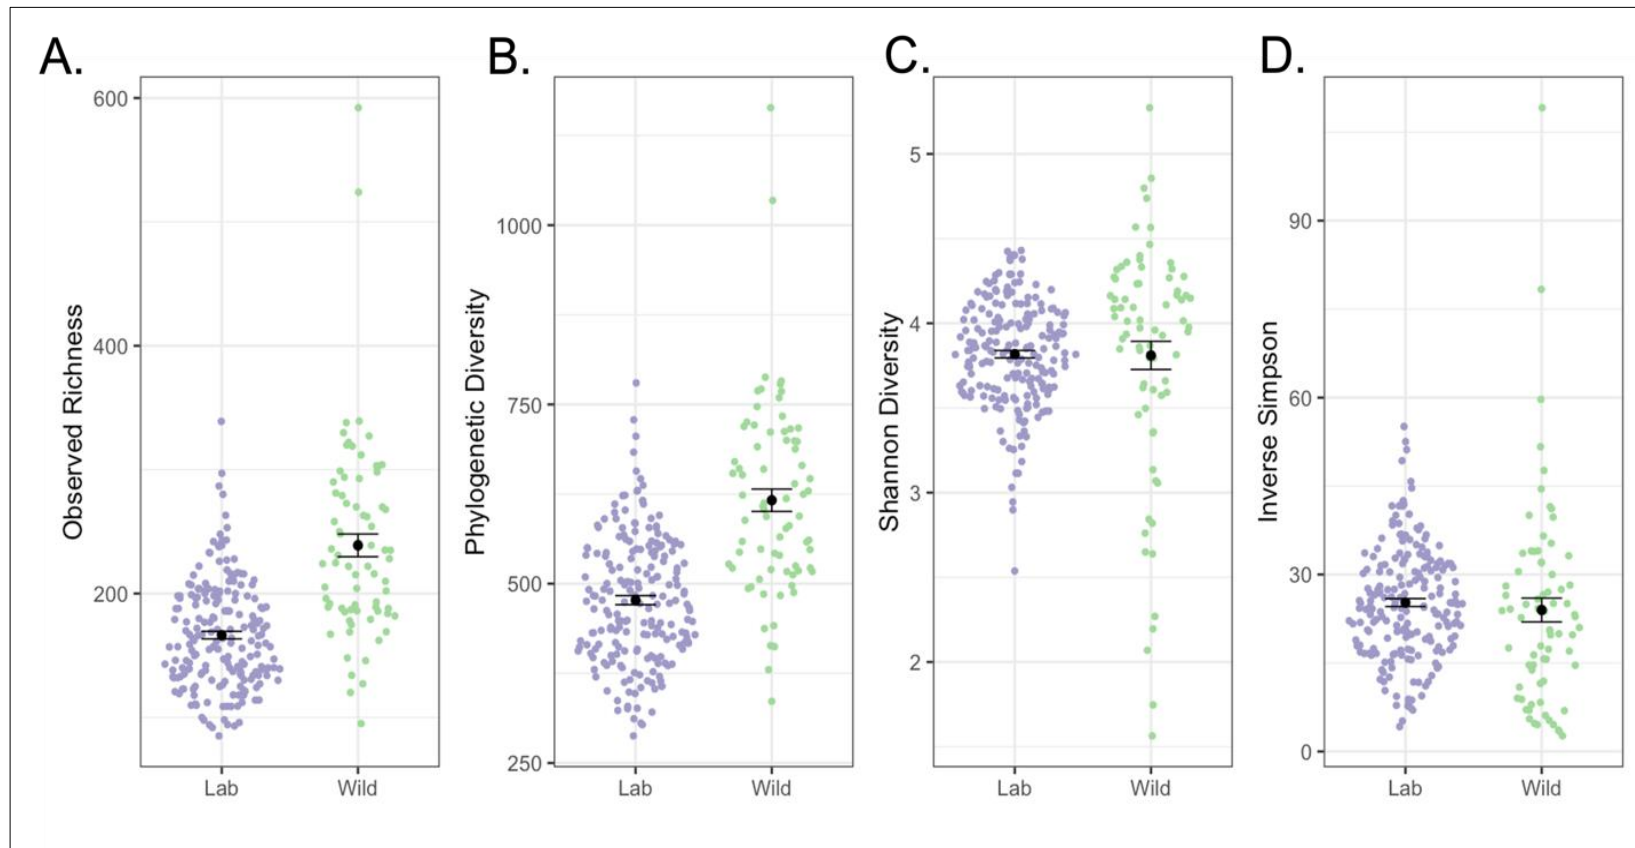 A.
B.
C.
D.
Observed Richness
600
400
200
Lab Wild
Phylogenetic Diversity
1000
750
500
250
Lab Wild
Shannon Diversity
5
4
3
2
Lab Wild
Inverse Simpson
90
60
30
0
Lab Wild